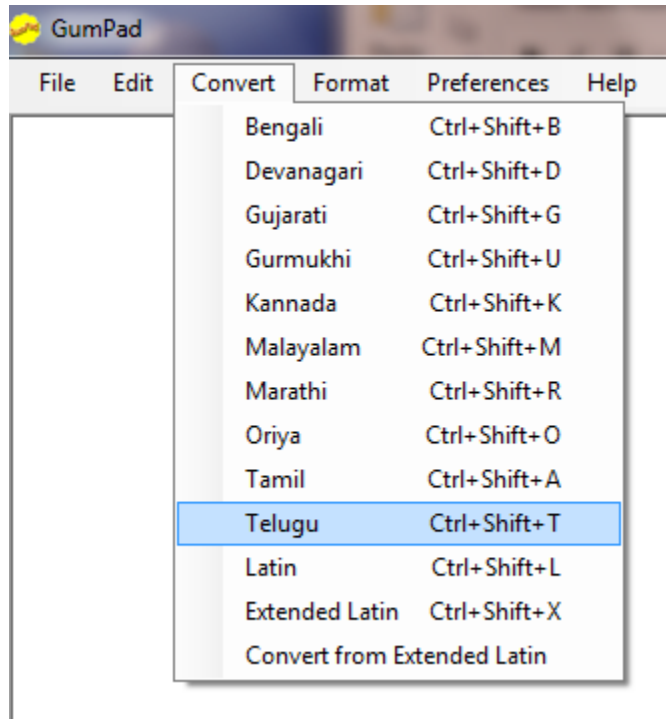 GumPad
File Edit Convert Format Preferences Help
Bengali Ctrl+Shift+B
Devanagari Ctrl+Shift+D
Gujarati Ctrl+Shift+G
Gurmukhi Ctrl+Shift+U
Kannada Ctrl+Shift+K
Malayalam Ctrl+Shift+M
Marathi Ctrl+Shift+R
Oriya Ctrl+Shift+O
Tamil Ctrl+Shift+A
Telugu Ctrl+Shift+T
Latin Ctrl+Shift+L
Extended Latin Ctrl+Shift+X
Convert from Extended Latin